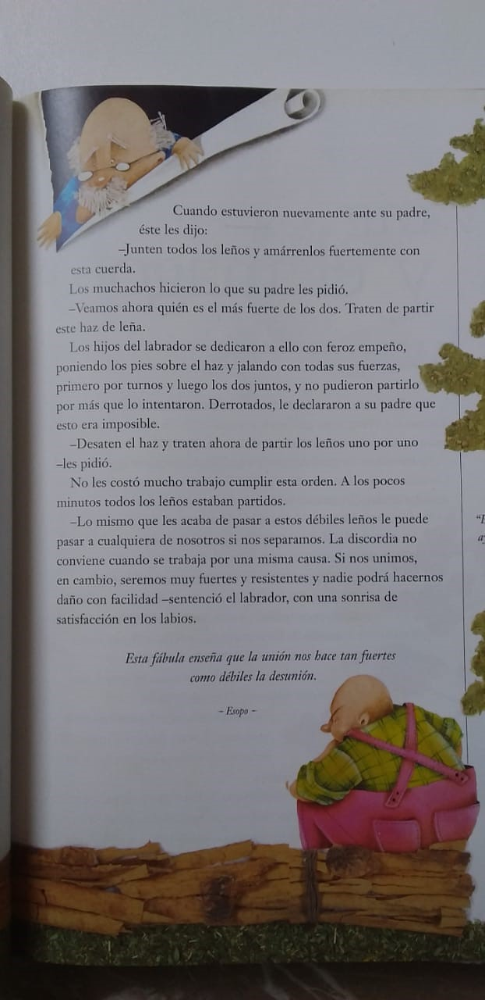 Cuando estuvieron nuevamente ante su padre,
éste les dijo:
–Junten todos los leños y amárrenlos fuertemente con
esta cuerda.
Los muchachos hicieron lo que su padre les pidió.
–Veamos ahora quién es el más fuerte de los dos. Traten de partir
este haz de leña.
Los hijos del labrador se dedicaron a ello con feroz empeño,
poniendo los pies sobre el haz y jalando con todas sus fuerzas,
primero por turnos y luego los dos juntos, y no pudieron partirlo
por más que lo intentaron. Derrotados, le declararon a su padre que
esto era imposible.
–Desaten el haz y traten ahora de partir los leños uno por uno
–les pidió.
No les costó mucho trabajo cumplir esta orden. A los pocos
minutos todos los leños estaban partidos.
–Lo mismo que les acaba de pasar a estos débiles leños le puede
pasar a cualquiera de nosotros si nos separamos. La discordia no
conviene cuando se trabaja por una misma causa. Si nos unimos,
en cambio, seremos muy fuertes y resistentes y nadie podrá hacernos
daño con facilidad –sentenció el labrador, con una sonrisa de
satisfacción en los labios.
Esta fábula enseña que la unión nos hace tan fuertes
como débiles la desunión.
– Esopo –